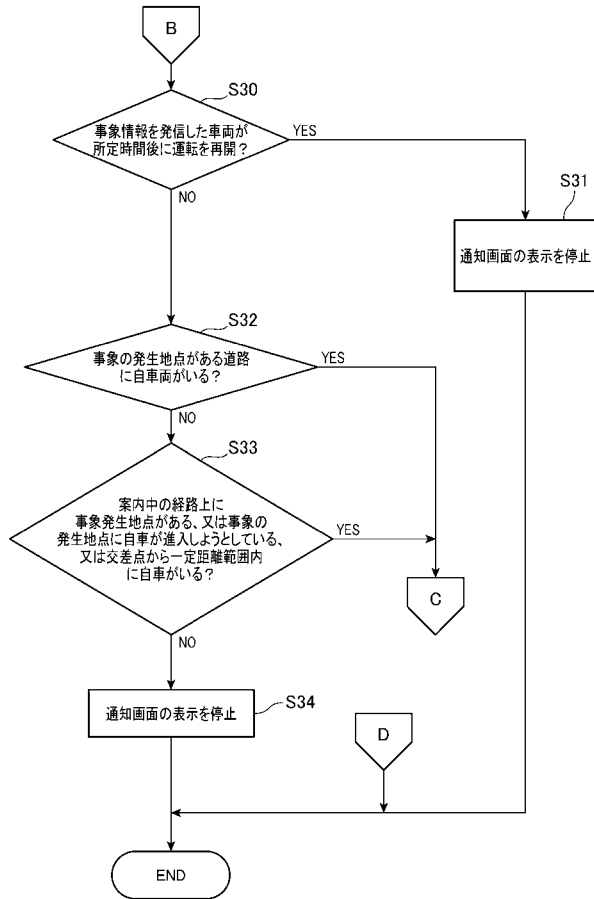 B
S30
事象情報を発信した車両が
所定時間後に運転を再開？
YES
NO
S31
通知画面の表示を停止
S32
事象の発生地点がある道路
に自車両がいる？
YES
NO
S33
案内中の経路上に
事象発生地点がある、又は事象の
発生地点に自車が進入しようとしている、
又は交差点から一定距離範囲内
に自車がいる？
YES
NO
C
通知画面の表示を停止
S34
D
END